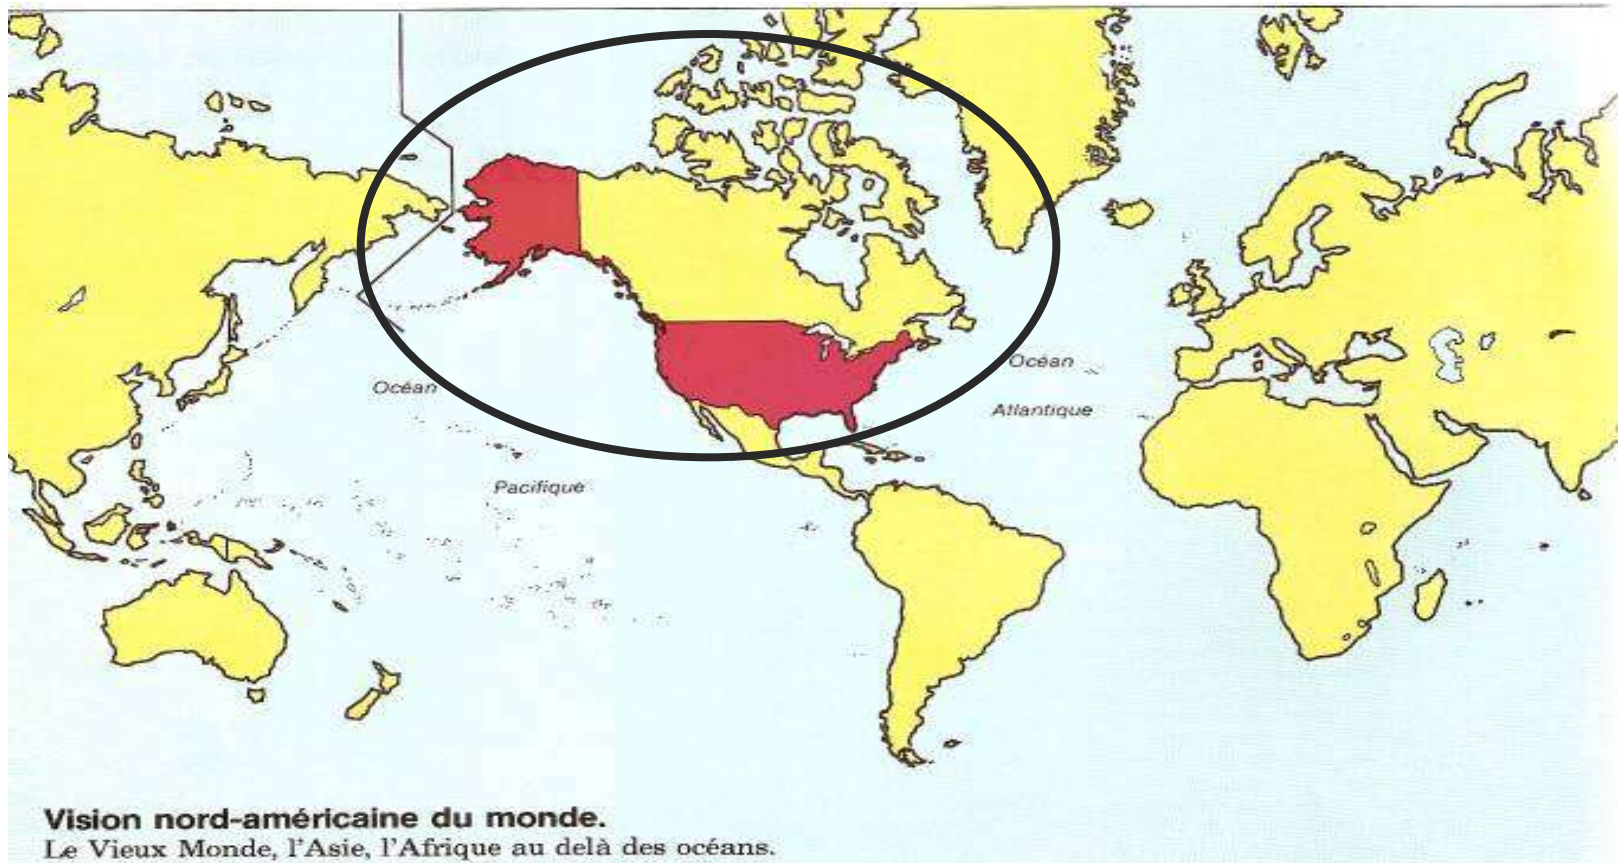 Océan
Pacifique
Océan
Atlantique
Vision nord-américaine du monde.
Le Vieux Monde, l'Asie, l'Afrique au delà des océans.